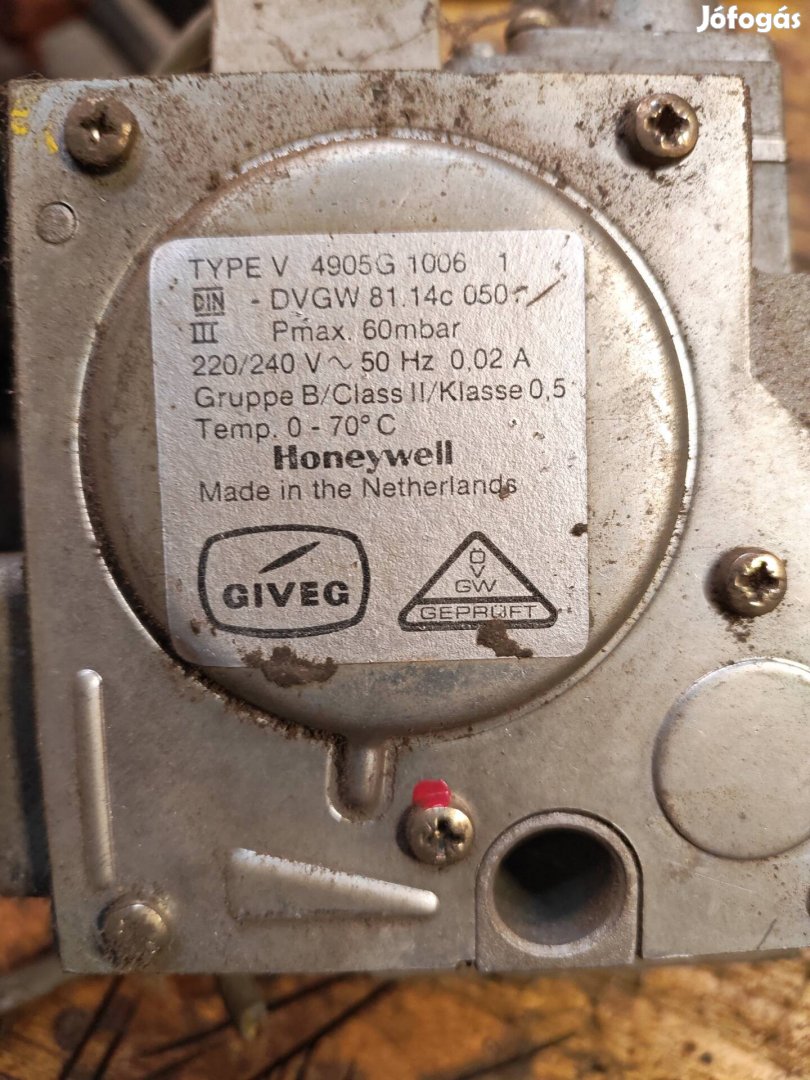 Jófogás
TYPE V 4905G 1006 1
DIN - DVGW 81.14c 050
III Pmax. 60mbar
220/240 V ~ 50 Hz 0,02 A
Gruppe B/Class II/Klasse 0,5
Temp. 0 - 70° C
Honeywell
Made in the Netherlands
GIVEG
Ö
V
GW
GEPRÜFT